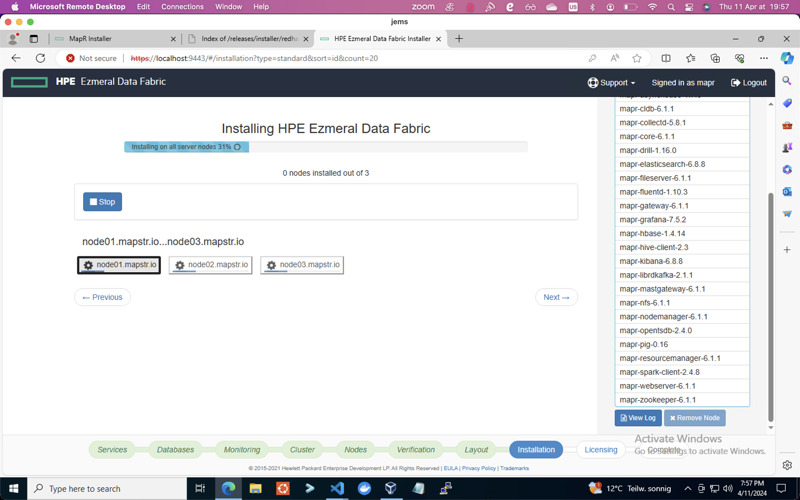 Microsoft Remote Desktop Edit Connections Window Help
zoom
US
Thu 11 Apr at 19:57
jems
MapR Installer
Index of /releases/installer/redha
HPE Ezmeral Data Fabric Installer
Not secure https://localhost:9443/#/installation?type=standard&sort=id&count=20
HPE Ezmeral Data Fabric
Support
Signed in as mapr
Logout
Installing HPE Ezmeral Data Fabric
Installing on all server nodes 31%
0 nodes installed out of 3
Stop
node01.mapstr.io...node03.mapstr.io
node01.mapstr.io
node02.mapstr.io
node03.mapstr.io
← Previous
Next →
mapr-cldb-6.1.1
mapr-collectd-5.8.1
mapr-core-6.1.1
mapr-drill-1.16.0
mapr-elasticsearch-6.8.8
mapr-fileserver-6.1.1
mapr-fluentd-1.10.3
mapr-gateway-6.1.1
mapr-grafana-7.5.2
mapr-hbase-1.4.14
mapr-hive-client-2.3
mapr-kibana-6.8.8
mapr-librdkafka-2.1.1
mapr-mastgateway-6.1.1
mapr-nfs-6.1.1
mapr-nodemanager-6.1.1
mapr-opentsdb-2.4.0
mapr-pig-0.16
mapr-resourcemanager-6.1.1
mapr-spark-client-2.4.8
mapr-webserver-6.1.1
mapr-zookeeper-6.1.1
View Log
Remove Node
Activate Windows
Go to Settings to activate Windows.
Services
Databases
Monitoring
Cluster
Nodes
Verification
Layout
Installation
Licensing
Complete
© 2015-2021 Hewlett Packard Enterprise Development LP. All Rights Reserved | EULA | Privacy Policy | Trademarks
Type here to search
12°C Teilw. sonnig
7:57 PM
4/11/2024